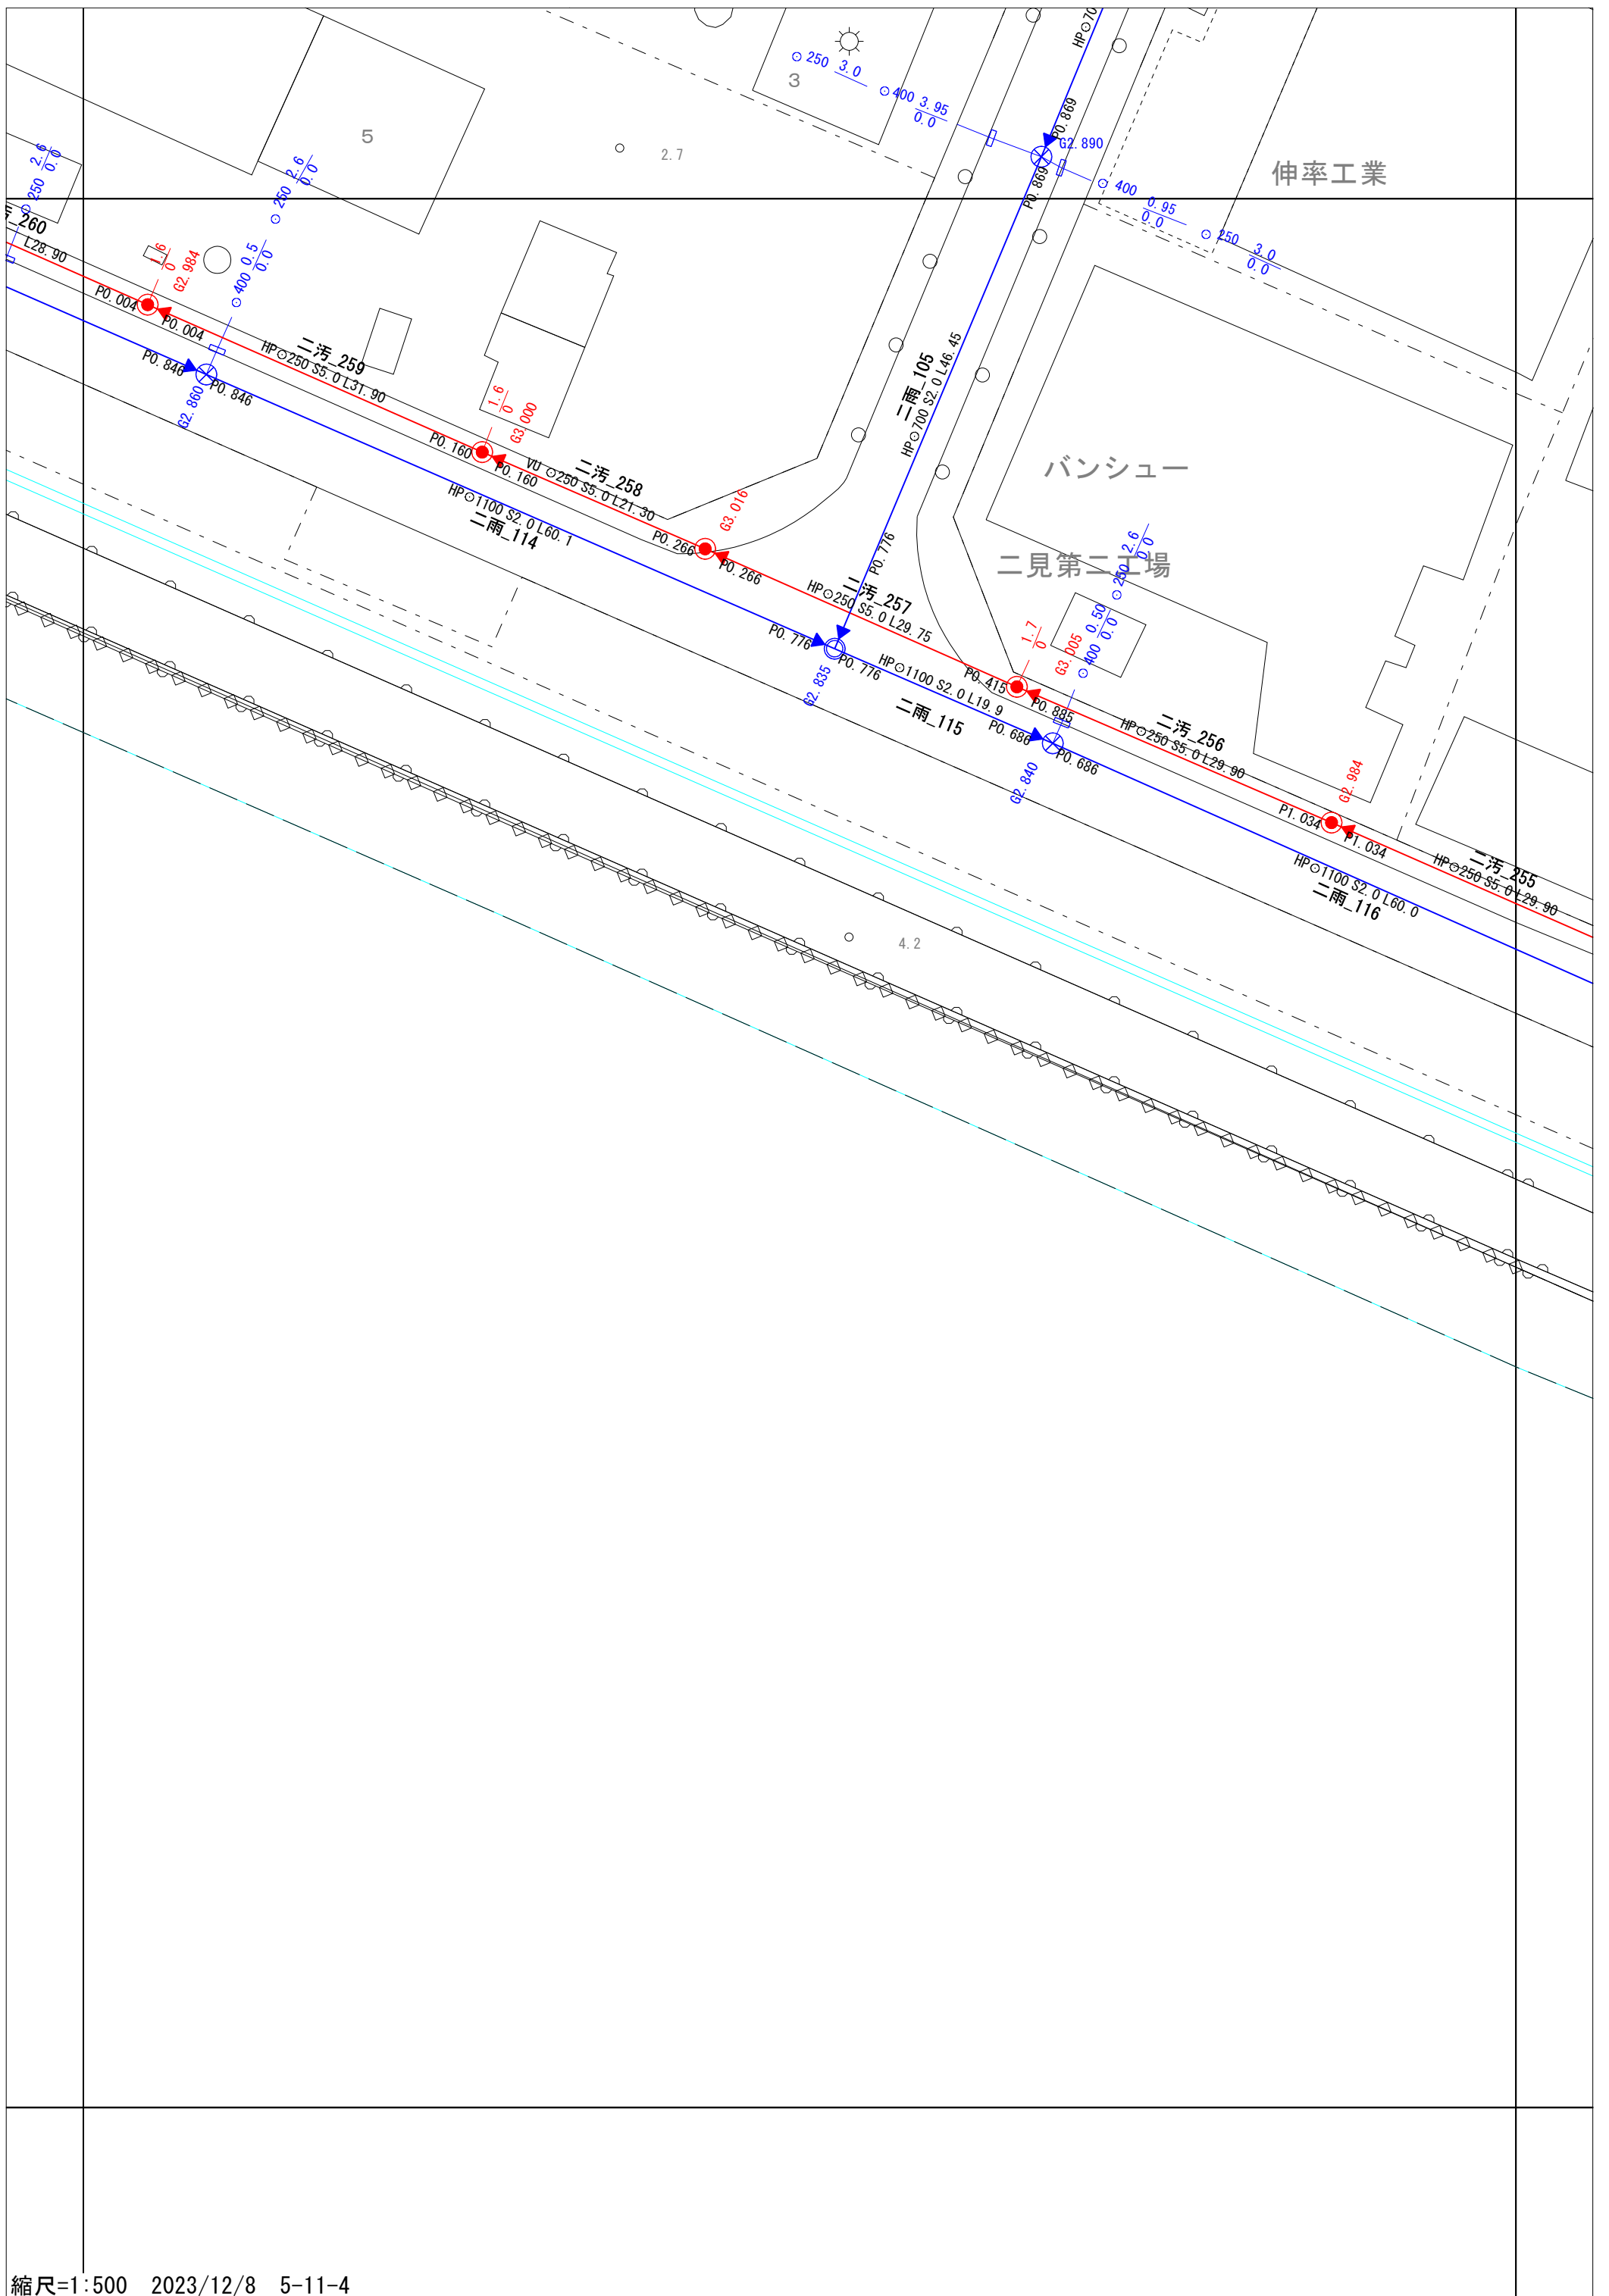 HP⊙70
⊙ 250 3.0
⊙400 3.95
0.0
3
5
2.7
P0.869
G2.890
P0.869
伸率工業
⊙ 400 0.95
0.0
⊙ 250 3.0
0.0
⊙ 250 2.6
0.0
⊙ 250 2.6
0.0
⊙400 0.5
0.0
汚_260
L28.90
1.6
0
G2.984
P0.004
P0.004
二汚_259
HP⊙250 S5.0 L31.90
P0.846
P0.846
G2.860
1.6
0
G3.000
P0.160
P0.160
二汚_258
VU ⊙250 S5.0 L21.30
HP⊙1100 S2.0 L60.1
二雨_114
二雨_105
HP⊙700 S2.0 L46.45
バンシュー
二見第二工場
G3.016
P0.266
P0.266
P0.776
二汚_257
HP⊙250 S5.0 L29.75
⊙ 250 2.6
0.0
⊙ 400 0.50
0.0
1.7
0
G3.005
P0.776
P0.776
G2.835
HP⊙1100 S2.0 L19.9
二雨_115
P0.415
P0.885
P0.686
P0.686
G2.840
二汚_256
HP⊙250 S5.0 L29.90
G2.984
P1.034
P1.034
二汚_255
HP⊙250 S5.0 L29.90
HP⊙1100 S2.0 L60.0
二雨_116
4.2
縮尺=1:500 2023/12/8 5-11-4